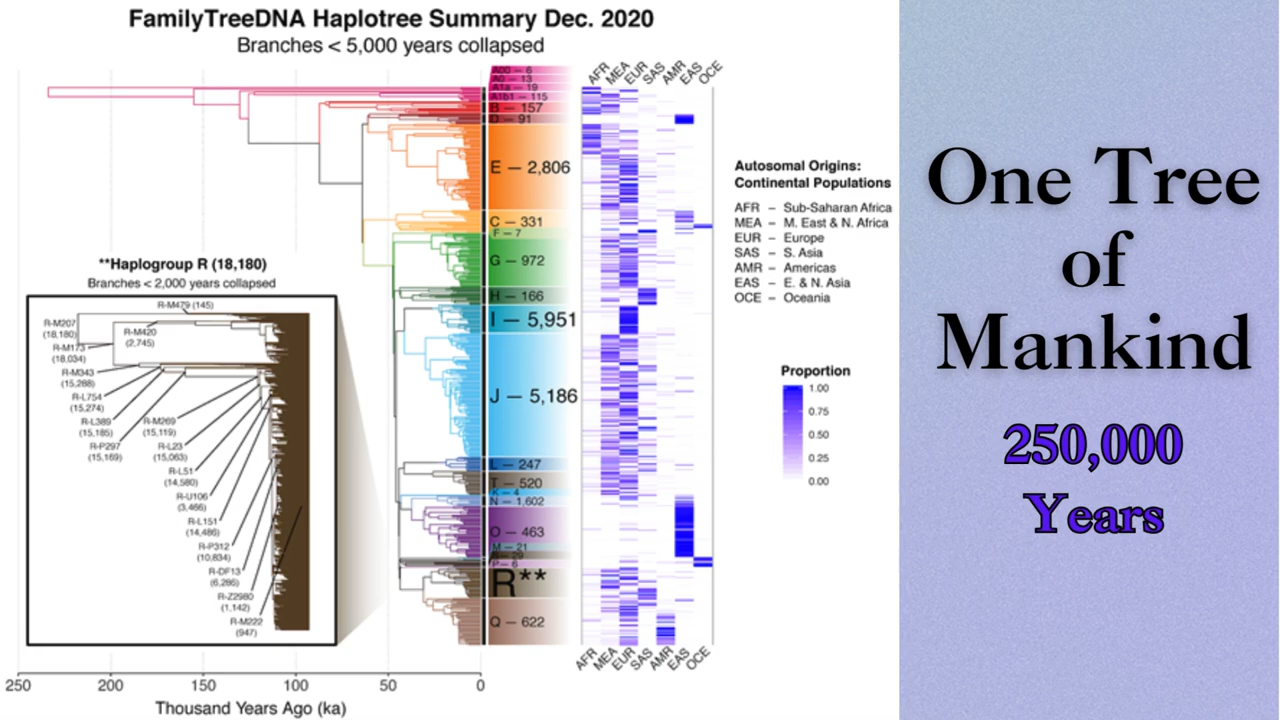 FamilyTreeDNA Haplotree Summary Dec. 2020
Branches < 5,000 years collapsed
AFR
MEA
EUR
SAS
AMR
EAS
OCE
A00 — 6
A0 — 13
A1a — 19
A1b1 — 115
B — 157
D — 91
E — 2,806
C — 331
F — 7
G — 972
H — 166
I — 5,951
J — 5,186
L — 247
T — 520
K — 4
N — 1,602
O — 463
M — 21
P — 6
R**
Q — 622
**Haplogroup R (18,180)
Branches < 2,000 years collapsed
R-M479 (145)
R-M207
(18,180)
R-M420
(2,745)
R-M173
(18,034)
R-M343
(15,288)
R-L754
(15,274)
R-L389
(15,185)
R-P297
(15,169)
R-M269
(15,119)
R-L23
(15,063)
R-L51
(14,580)
R-U106
(3,466)
R-L151
(14,486)
R-P312
(10,834)
R-DF13
(6,286)
R-Z2980
(1,142)
R-M222
(947)
AFR
MEA
EUR
SAS
AMR
EAS
OCE
250
200
150
100
50
0
Thousand Years Ago (ka)
Autosomal Origins:
Continental Populations
AFR – Sub-Saharan Africa
MEA – M. East & N. Africa
EUR – Europe
SAS – S. Asia
AMR – Americas
EAS – E. & N. Asia
OCE – Oceania
Proportion
1.00
0.75
0.50
0.25
0.00
One Tree
of
Mankind
250,000
Years